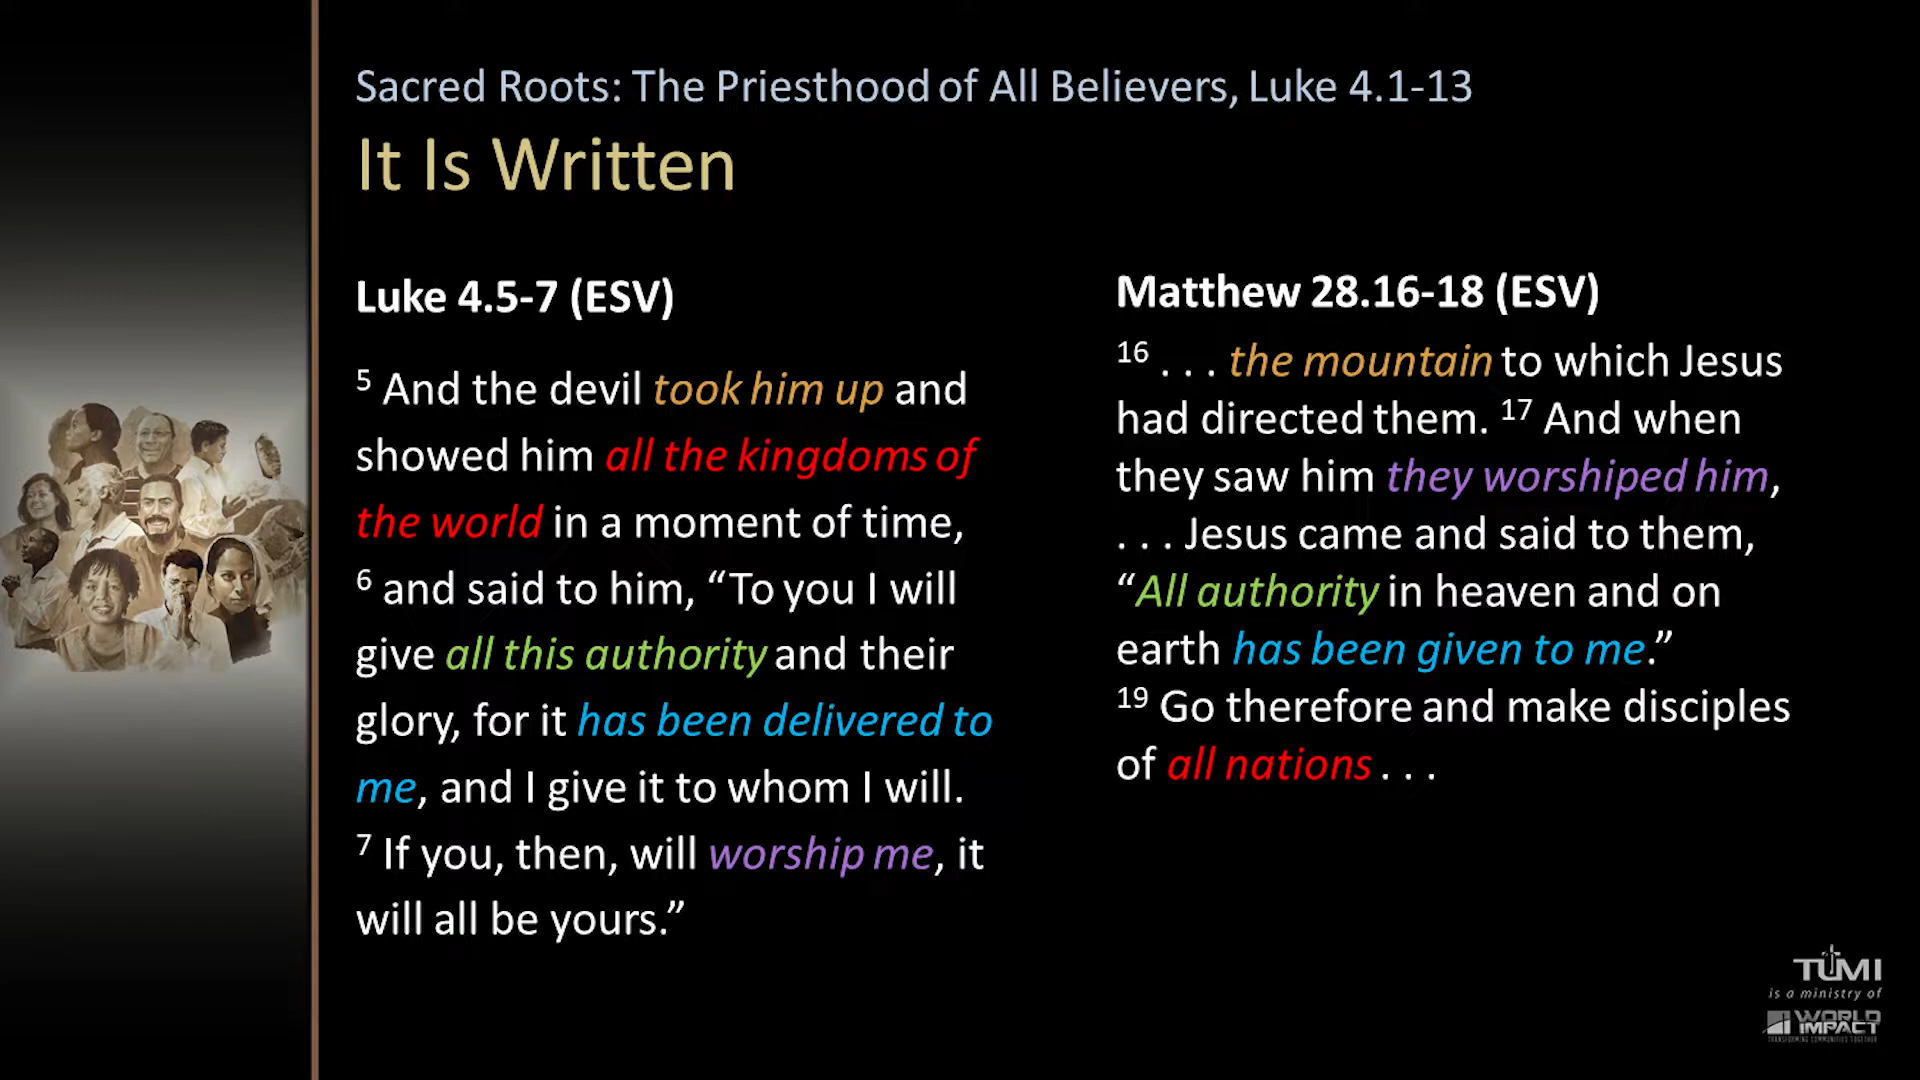 Sacred Roots: The Priesthood of All Believers, Luke 4.1-13
It Is Written
Luke 4.5-7 (ESV)
5 And the devil took him up and
showed him all the kingdoms of
the world in a moment of time,
6 and said to him, “To you I will
give all this authority and their
glory, for it has been delivered to
me, and I give it to whom I will.
7 If you, then, will worship me, it
will all be yours.”
Matthew 28.16-18 (ESV)
16 . . . the mountain to which Jesus
had directed them. 17 And when
they saw him they worshiped him,
. . . Jesus came and said to them,
“All authority in heaven and on
earth has been given to me.”
19 Go therefore and make disciples
of all nations . . .
TUMI
is a ministry of
WORLD
IMPACT
TRANSFORMING COMMUNITIES TOGETHER